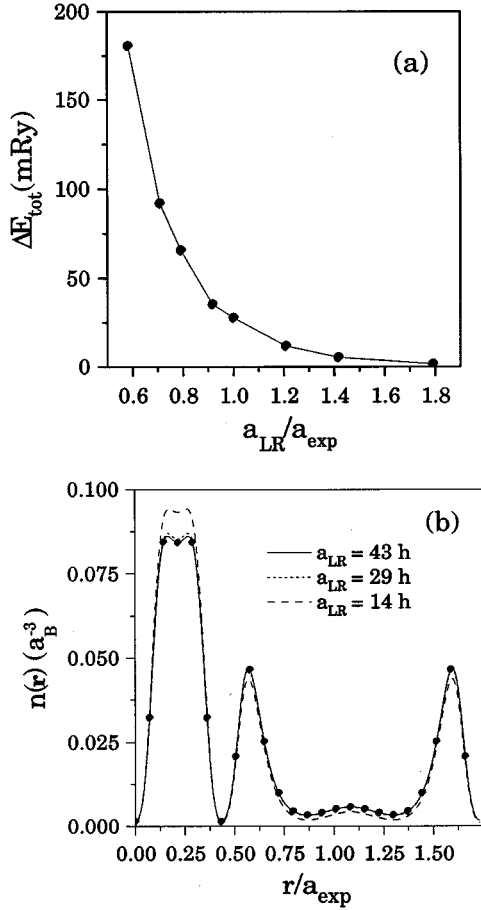 200
(a)
150
ΔE_tot(mRy)
100
50
0
0.6 0.8 1.0 1.2 1.4 1.6 1.8
a_LR/a_exp
0.100
(b)
a_LR = 43 h
0.075
a_LR = 29 h
a_LR = 14 h
n(r) (a_B^-3)
0.050
0.025
0.000
0.00 0.25 0.50 0.75 1.00 1.25 1.50
r/a_exp